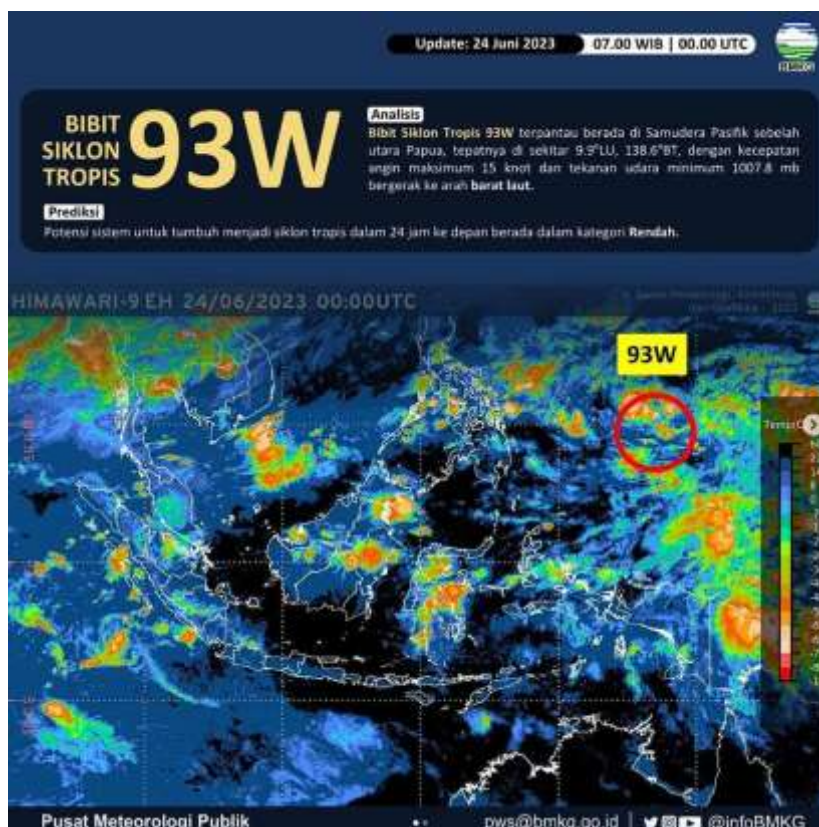 Update: 24 Juni 2023 07.00 WIB | 00.00 UTC
BMKG
BIBIT
SIKLON
TROPIS
93W
Analisis
Bibit Siklon Tropis 93W terpantau berada di Samudera Pasifik sebelah
utara Papua, tepatnya di sekitar 9.9°LU, 138.6°BT, dengan kecepatan
angin maksimum 15 knot dan tekanan udara minimum 1007.8 mb
bergerak ke arah barat laut.
Prediksi
Potensi sistem untuk tumbuh menjadi siklon tropis dalam 24 jam ke depan berada dalam kategori Rendah.
HIMAWARI-9 EH 24/06/2023 00:00UTC
93W
Pusat Meteorologi Publik
pws@bmkg.go.id | @infoBMKG